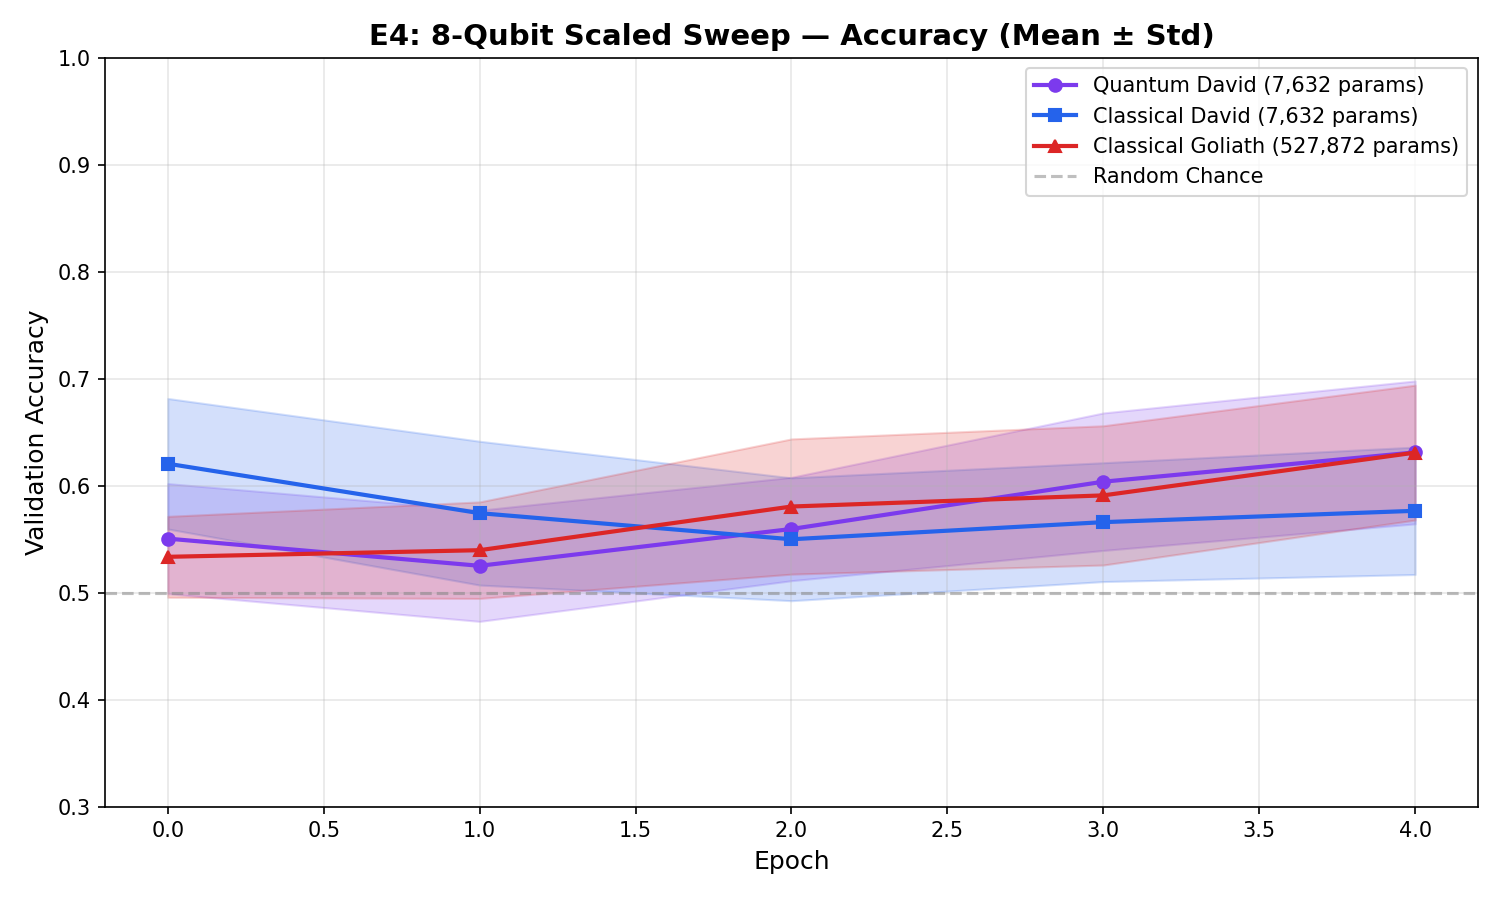 E4: 8-Qubit Scaled Sweep — Accuracy (Mean ± Std)
Quantum David (7,632 params)
Classical David (7,632 params)
Classical Goliath (527,872 params)
Random Chance
Validation Accuracy
1.0
0.9
0.8
0.7
0.6
0.5
0.4
0.3
0.0 0.5 1.0 1.5 2.0 2.5 3.0 3.5 4.0
Epoch